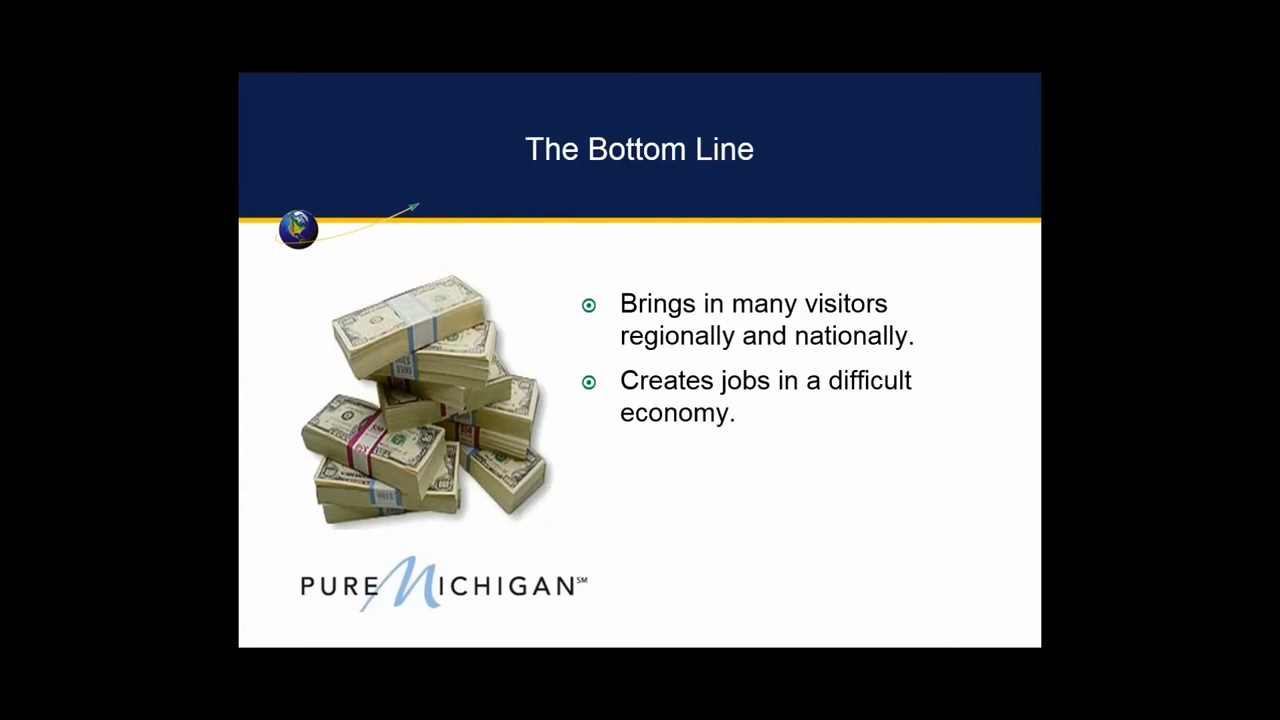 The Bottom Line
Brings in many visitors
regionally and nationally.
Creates jobs in a difficult
economy.
PURE MICHIGAN℠